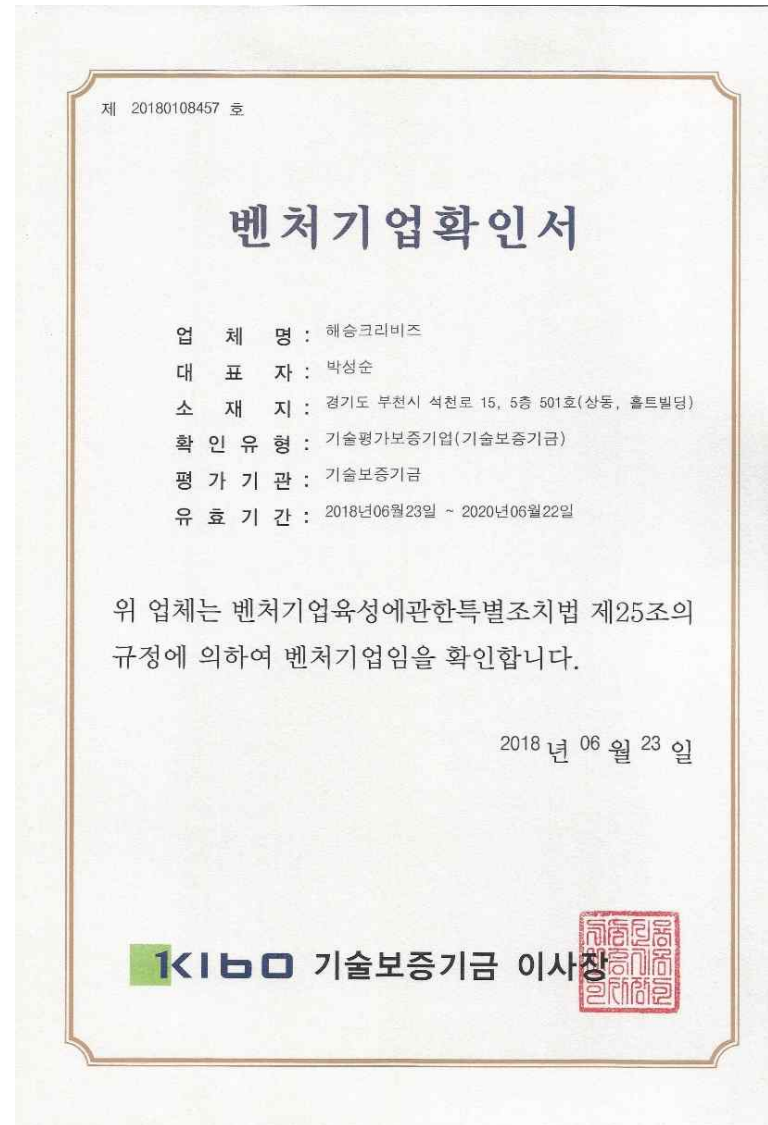 제 20180108457 호
벤처기업확인서
업 체 명 : 해승크리비즈
대 표 자 : 박성순
소 재 지 : 경기도 부천시 석천로 15, 5층 501호(상동, 홀트빌딩)
확 인 유 형 : 기술평가보증기업(기술보증기금)
평 가 기 관 : 기술보증기금
유 효 기 간 : 2018년06월23일 ~ 2020년06월22일
위 업체는 벤처기업육성에관한특별조치법 제25조의
규정에 의하여 벤처기업임을 확인합니다.
2018 년 06 월 23 일
KIBO 기술보증기금 이사장